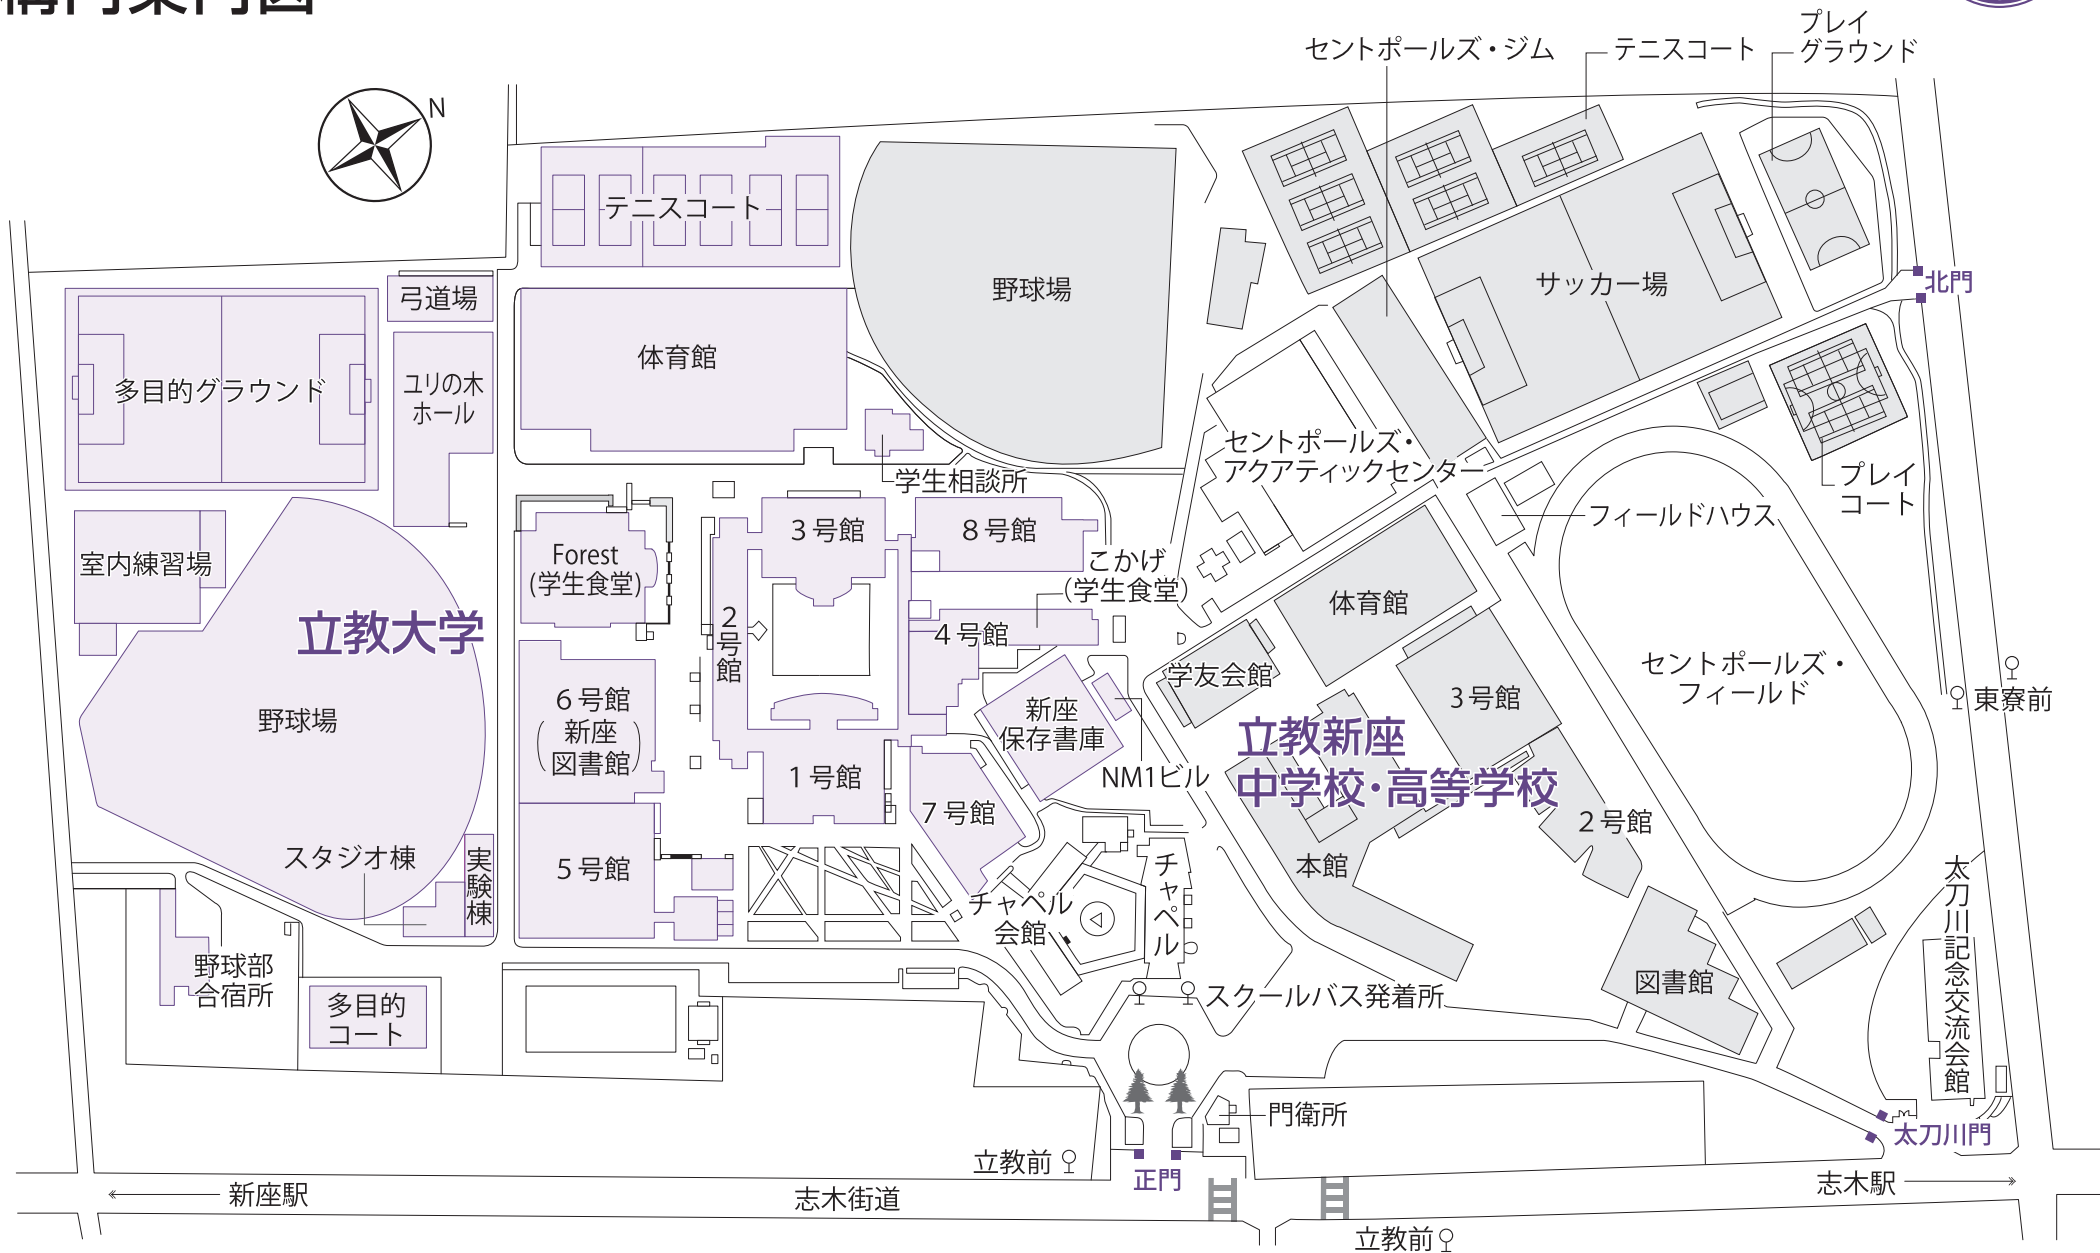 構内案内図
N
セントポールズ・ジム
テニスコート
プレイ
グラウンド
テニスコート
野球場
サッカー場
北門
弓道場
体育館
多目的グラウンド
ユリの木
ホール
学生相談所
セントポールズ・
アクアティックセンター
プレイ
コート
フィールドハウス
室内練習場
Forest
(学生食堂)
3号館
8号館
こかげ
(学生食堂)
2号館
4号館
体育館
立教大学
学友会館
3号館
セントポールズ・
フィールド
東寮前
野球場
6号館
(新座
図書館)
新座
保存書庫
立教新座
中学校・高等学校
NM1ビル
1号館
7号館
2号館
スタジオ棟
実験棟
5号館
チャペル
本館
太刀川記念交流会館
チャペル
会館
野球部
合宿所
多目的
コート
スクールバス発着所
図書館
門衛所
太刀川門
立教前
正門
新座駅
志木街道
志木駅
立教前